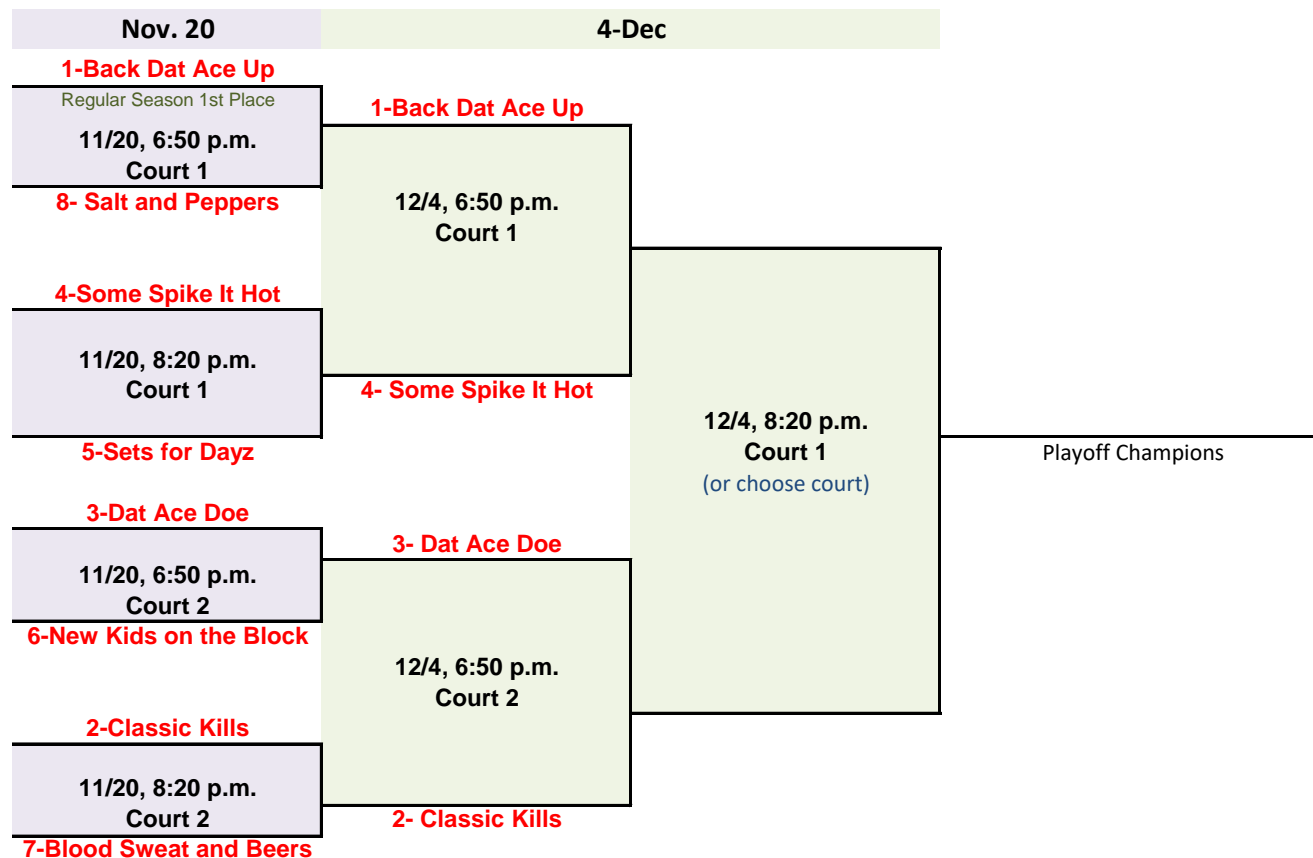 Nov. 20
4-Dec
1-Back Dat Ace Up
Regular Season 1st Place
11/20, 6:50 p.m.
Court 1
8- Salt and Peppers
4-Some Spike It Hot
11/20, 8:20 p.m.
Court 1
5-Sets for Dayz
3-Dat Ace Doe
11/20, 6:50 p.m.
Court 2
6-New Kids on the Block
2-Classic Kills
11/20, 8:20 p.m.
Court 2
7-Blood Sweat and Beers
1-Back Dat Ace Up
12/4, 6:50 p.m.
Court 1
4- Some Spike It Hot
3- Dat Ace Doe
12/4, 6:50 p.m.
Court 2
2- Classic Kills
12/4, 8:20 p.m.
Court 1
(or choose court)
Playoff Champions